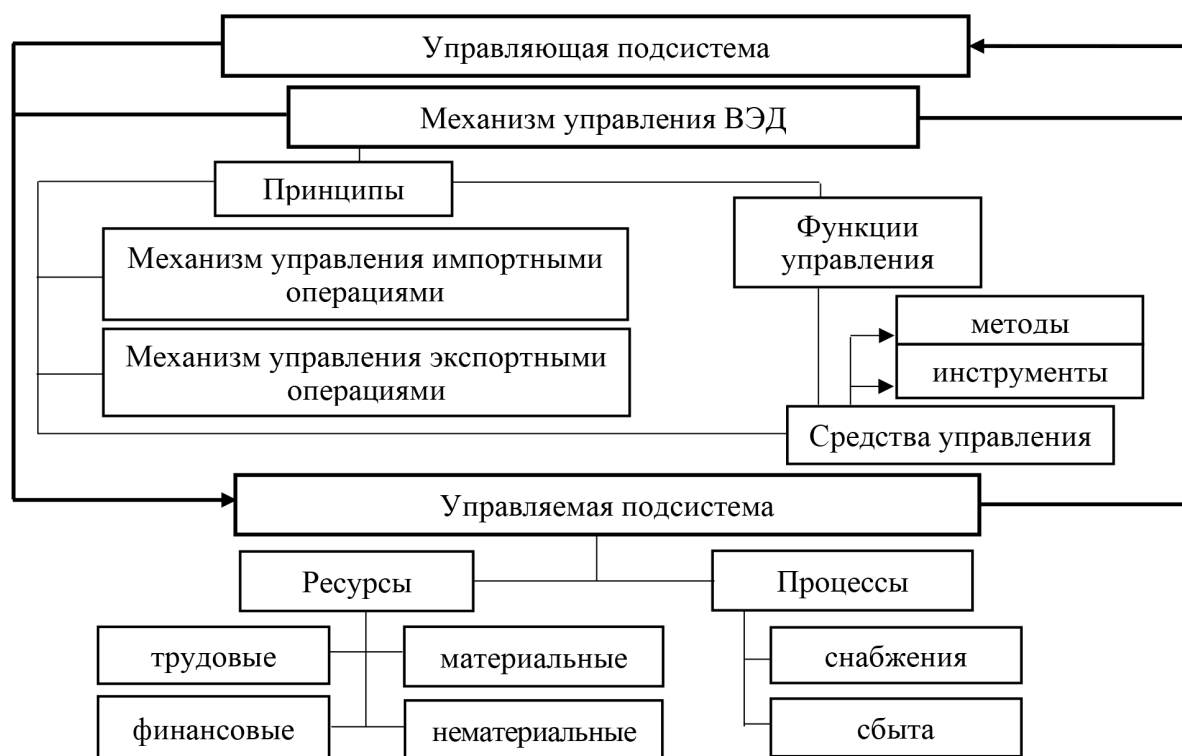 Управляющая подсистема
Механизм управления ВЭД
Принципы
Функции
управления
Механизм управления импортными
операциями
методы
Механизм управления экспортными
операциями
инструменты
Средства управления
Управляемая подсистема
Ресурсы
Процессы
трудовые
материальные
снабжения
финансовые
нематериальные
сбыта